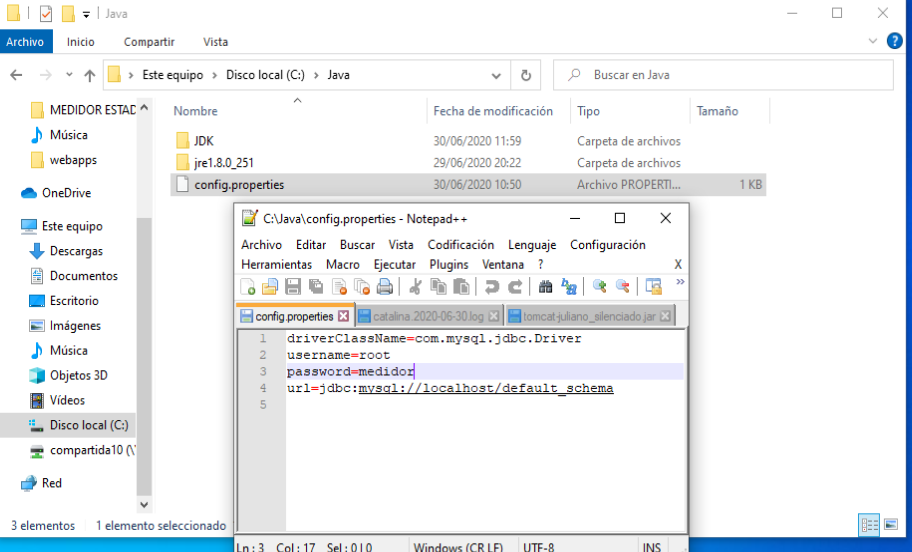 Java
Archivo Inicio Compartir Vista
Este equipo > Disco local (C:) > Java
Buscar en Java
Nombre Fecha de modificación Tipo Tamaño
MEDIDOR ESTAD
Música
webapps
OneDrive
Este equipo
Descargas
Documentos
Escritorio
Imágenes
Música
Objetos 3D
Vídeos
Disco local (C:)
compartida10 (\\
Red
JDK 30/06/2020 11:59 Carpeta de archivos
jre1.8.0_251 29/06/2020 20:22 Carpeta de archivos
config.properties 30/06/2020 10:50 Archivo PROPERTI... 1 KB
3 elementos 1 elemento seleccionado
C:\Java\config.properties - Notepad++
Archivo Editar Buscar Vista Codificación Lenguaje Configuración
Herramientas Macro Ejecutar Plugins Ventana ? X
config.properties catalina.2020-06-30.log tomcat-juliano_silenciado.jar
1 driverClassName=com.mysql.jdbc.Driver
2 username=root
3 password=medidor
4 url=jdbc:mysql://localhost/default_schema
5
Ln : 3 Col : 17 Sel : 0 | 0 Windows (CR LF) UTF-8 INS